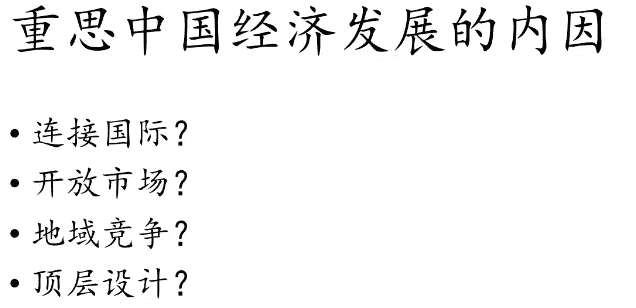 重思中国经济发展的内因
• 连接国际？
• 开放市场？
• 地域竞争？
• 顶层设计？